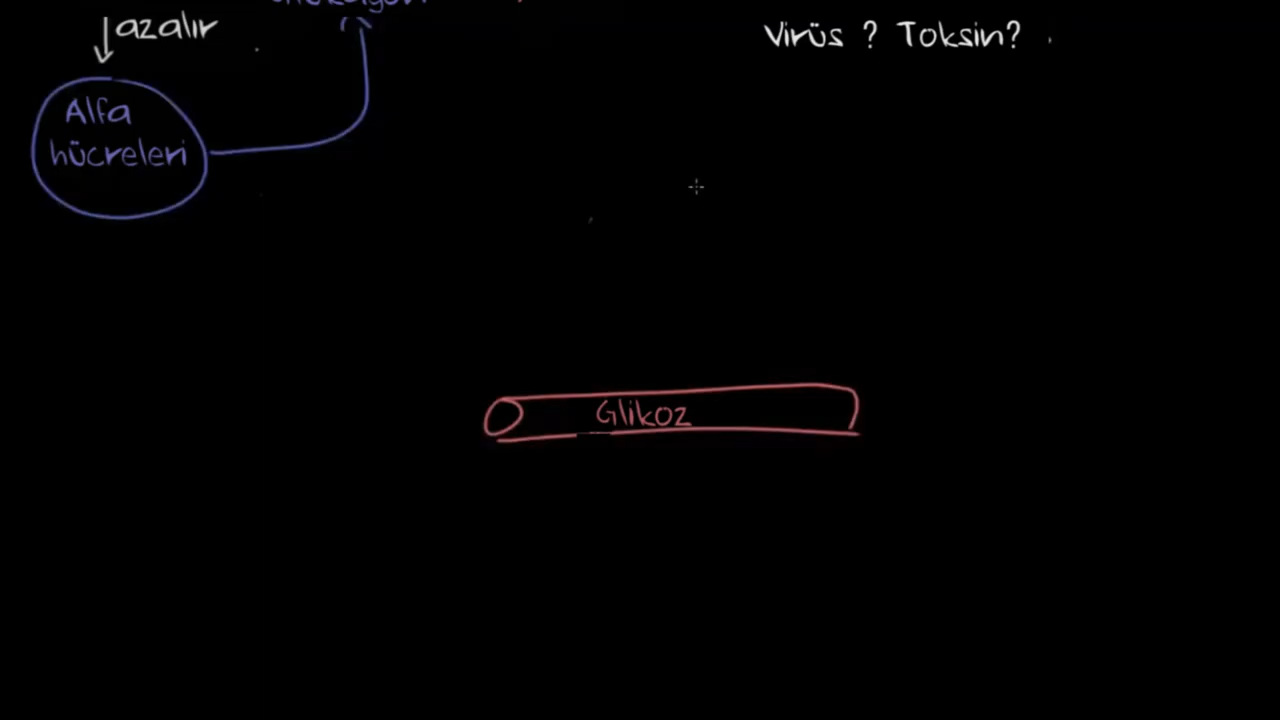 azalır
Virüs ? Toksin?
Alfa
hücreleri
Glikoz